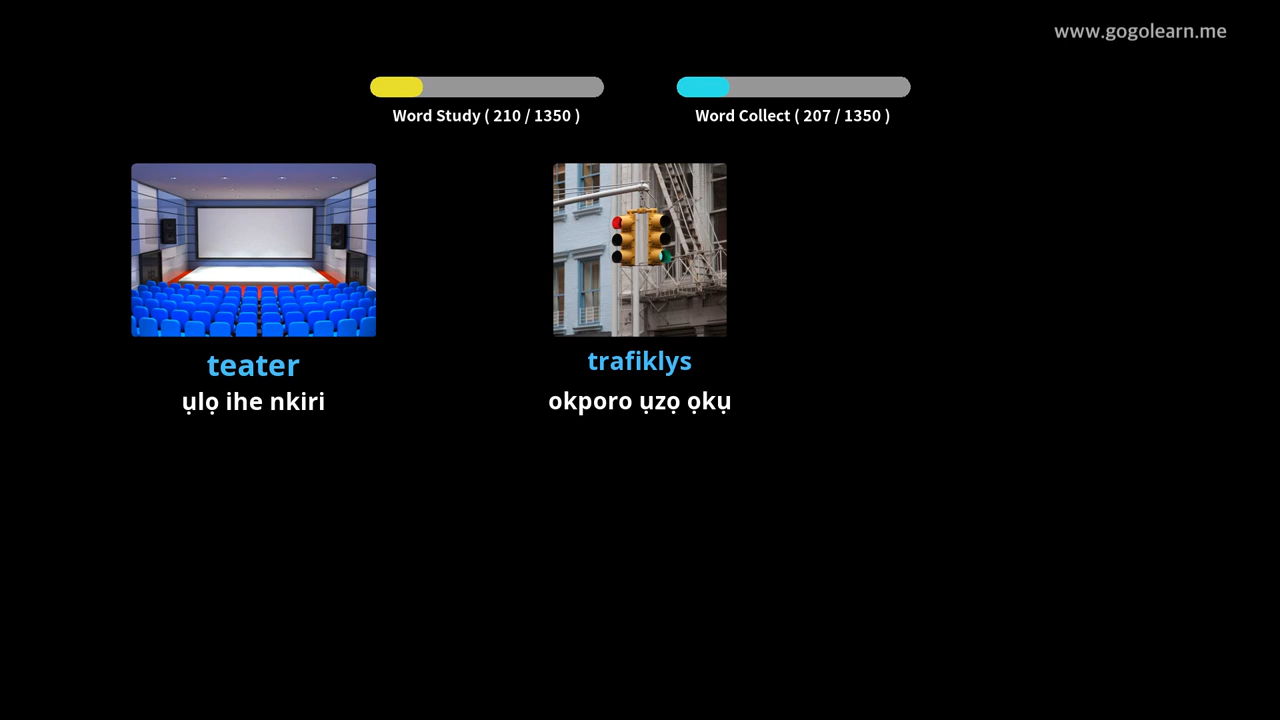 www.gogolearn.me
Word Study ( 210 / 1350 )
Word Collect ( 207 / 1350 )
teater
ụlọ ihe nkiri
trafiklys
okporo ụzọ ọkụ